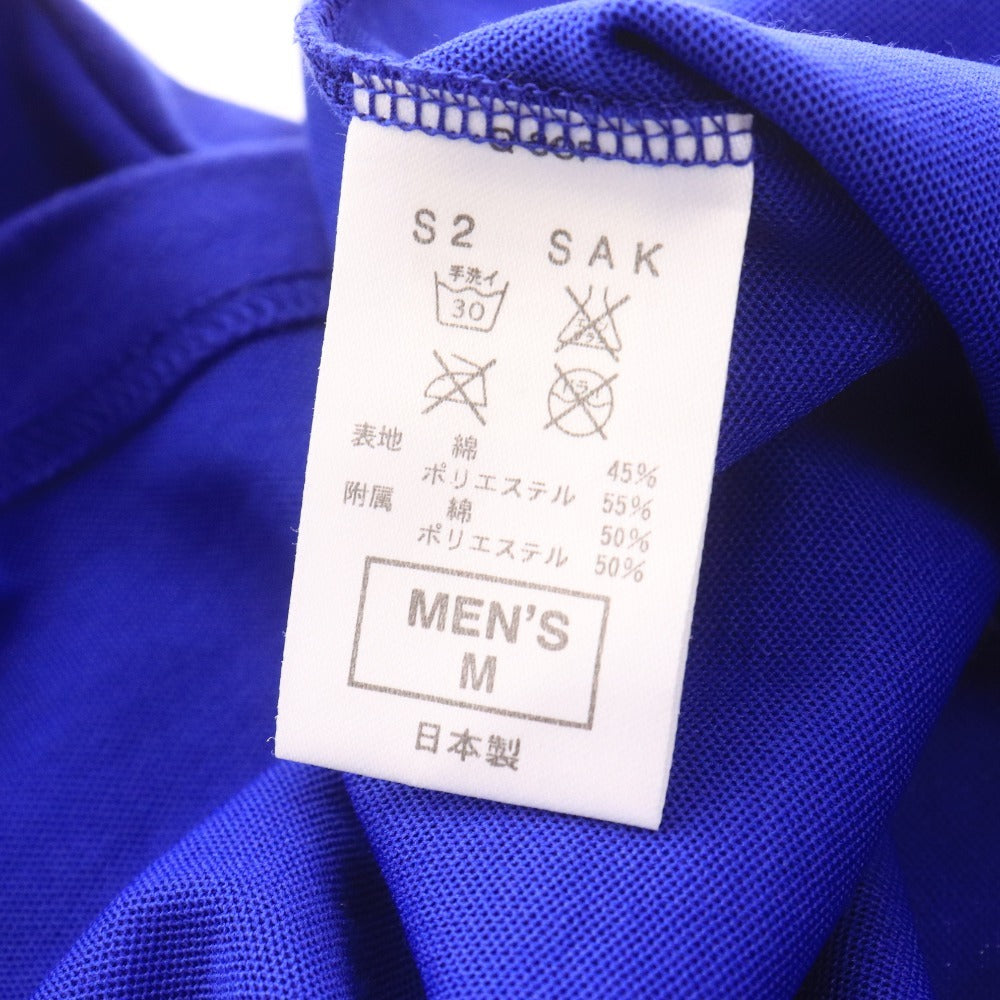 S2 SAK
手洗イ
30
表地 綿 45%
ポリエステル 55%
附属 綿 50%
ポリエステル 50%
MEN'S
M
日本製